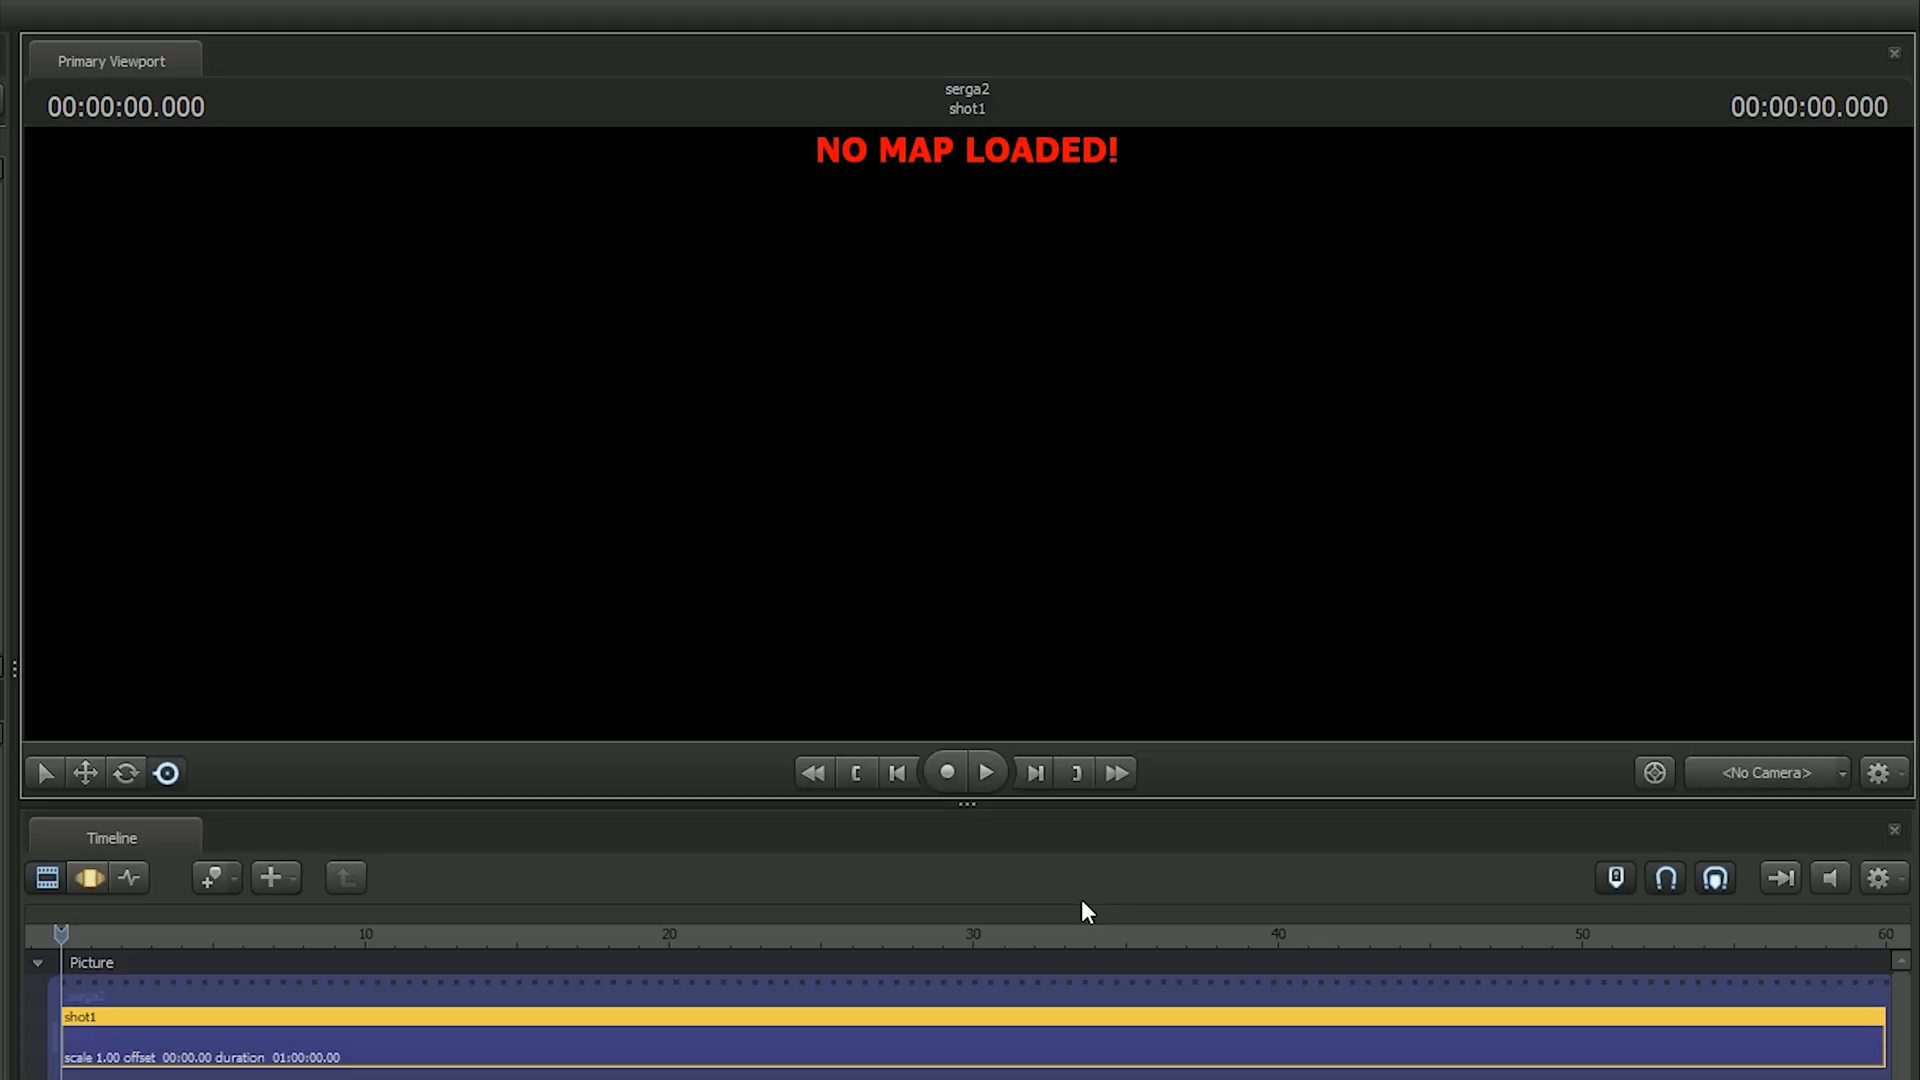 Primary Viewport
00:00:00.000
serga2
shot1
00:00:00.000
NO MAP LOADED!
<No Camera>
Timeline
10
20
30
40
50
60
Picture
serga2
shot1
scale 1.00 offset 00:00.00 duration 01:00:00.00